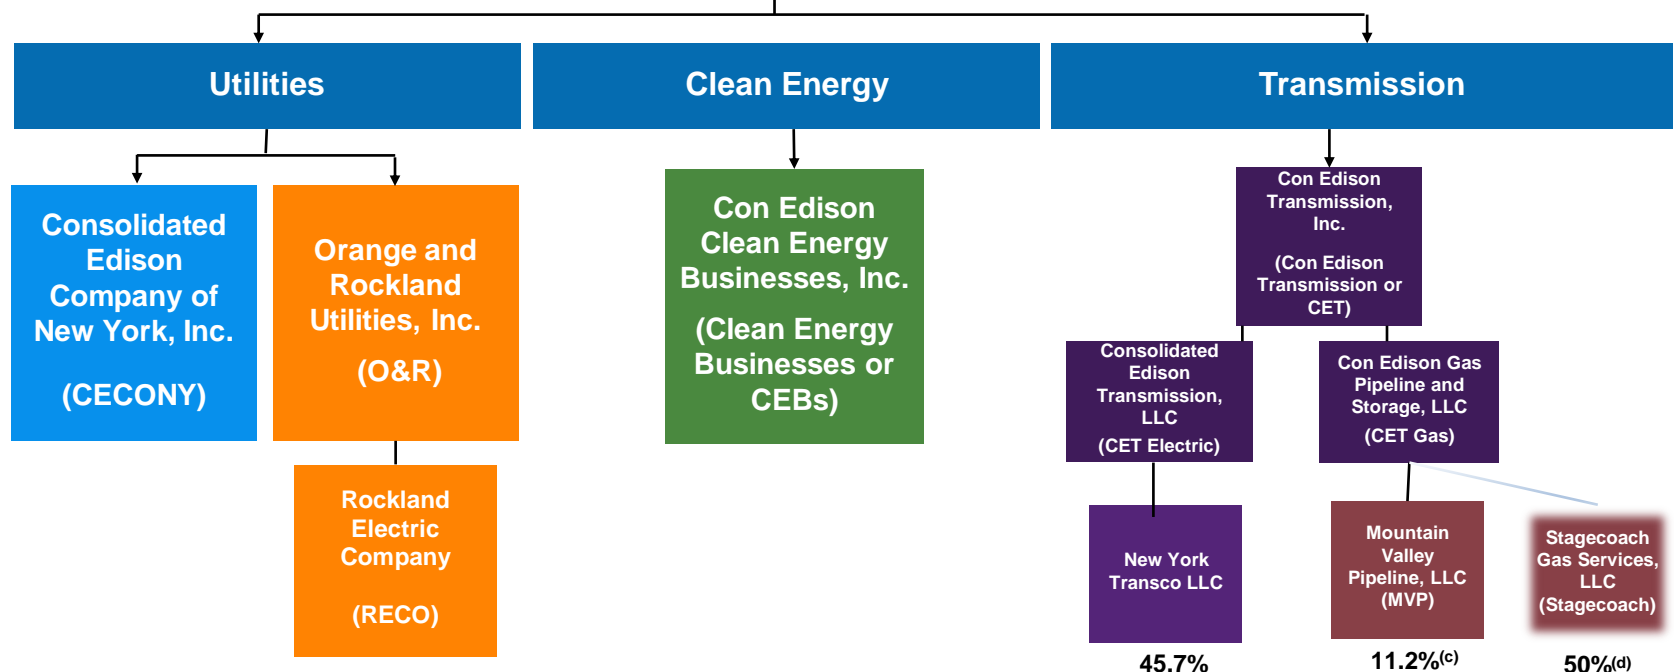 Utilities
Clean Energy
Transmission
Consolidated
Edison
Company of
New York, Inc.
(CECONY)
Orange and
Rockland
Utilities, Inc.
(O&R)
Rockland
Electric
Company
(RECO)
Con Edison
Clean Energy
Businesses, Inc.
(Clean Energy
Businesses or
CEBs)
Con Edison
Transmission,
Inc.
(Con Edison
Transmission or
CET)
Consolidated
Edison
Transmission,
LLC
(CET Electric)
Con Edison Gas
Pipeline and
Storage, LLC
(CET Gas)
New York
Transco LLC
45.7%
Mountain
Valley
Pipeline, LLC
(MVP)
11.2%(c)
Stagecoach
Gas Services,
LLC
(Stagecoach)
50%(d)